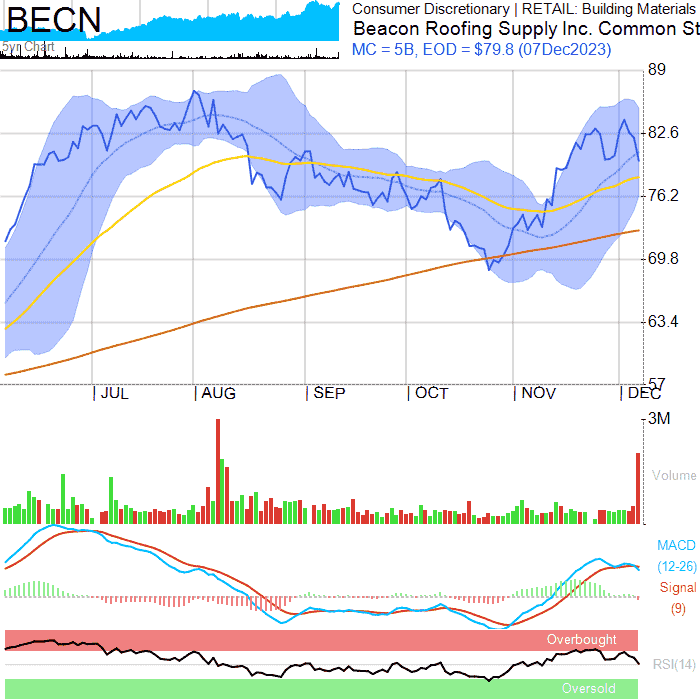 BECN
5yr Chart
Consumer Discretionary | RETAIL: Building Materials
Beacon Roofing Supply Inc. Common St
MC = 5B, EOD = $79.8 (07Dec2023)
89
82.6
76.2
69.8
63.4
57
JUL AUG SEP OCT NOV DEC
3M
Volume
MACD
(12-26)
Signal
(9)
Overbought
RSI(14)
Oversold